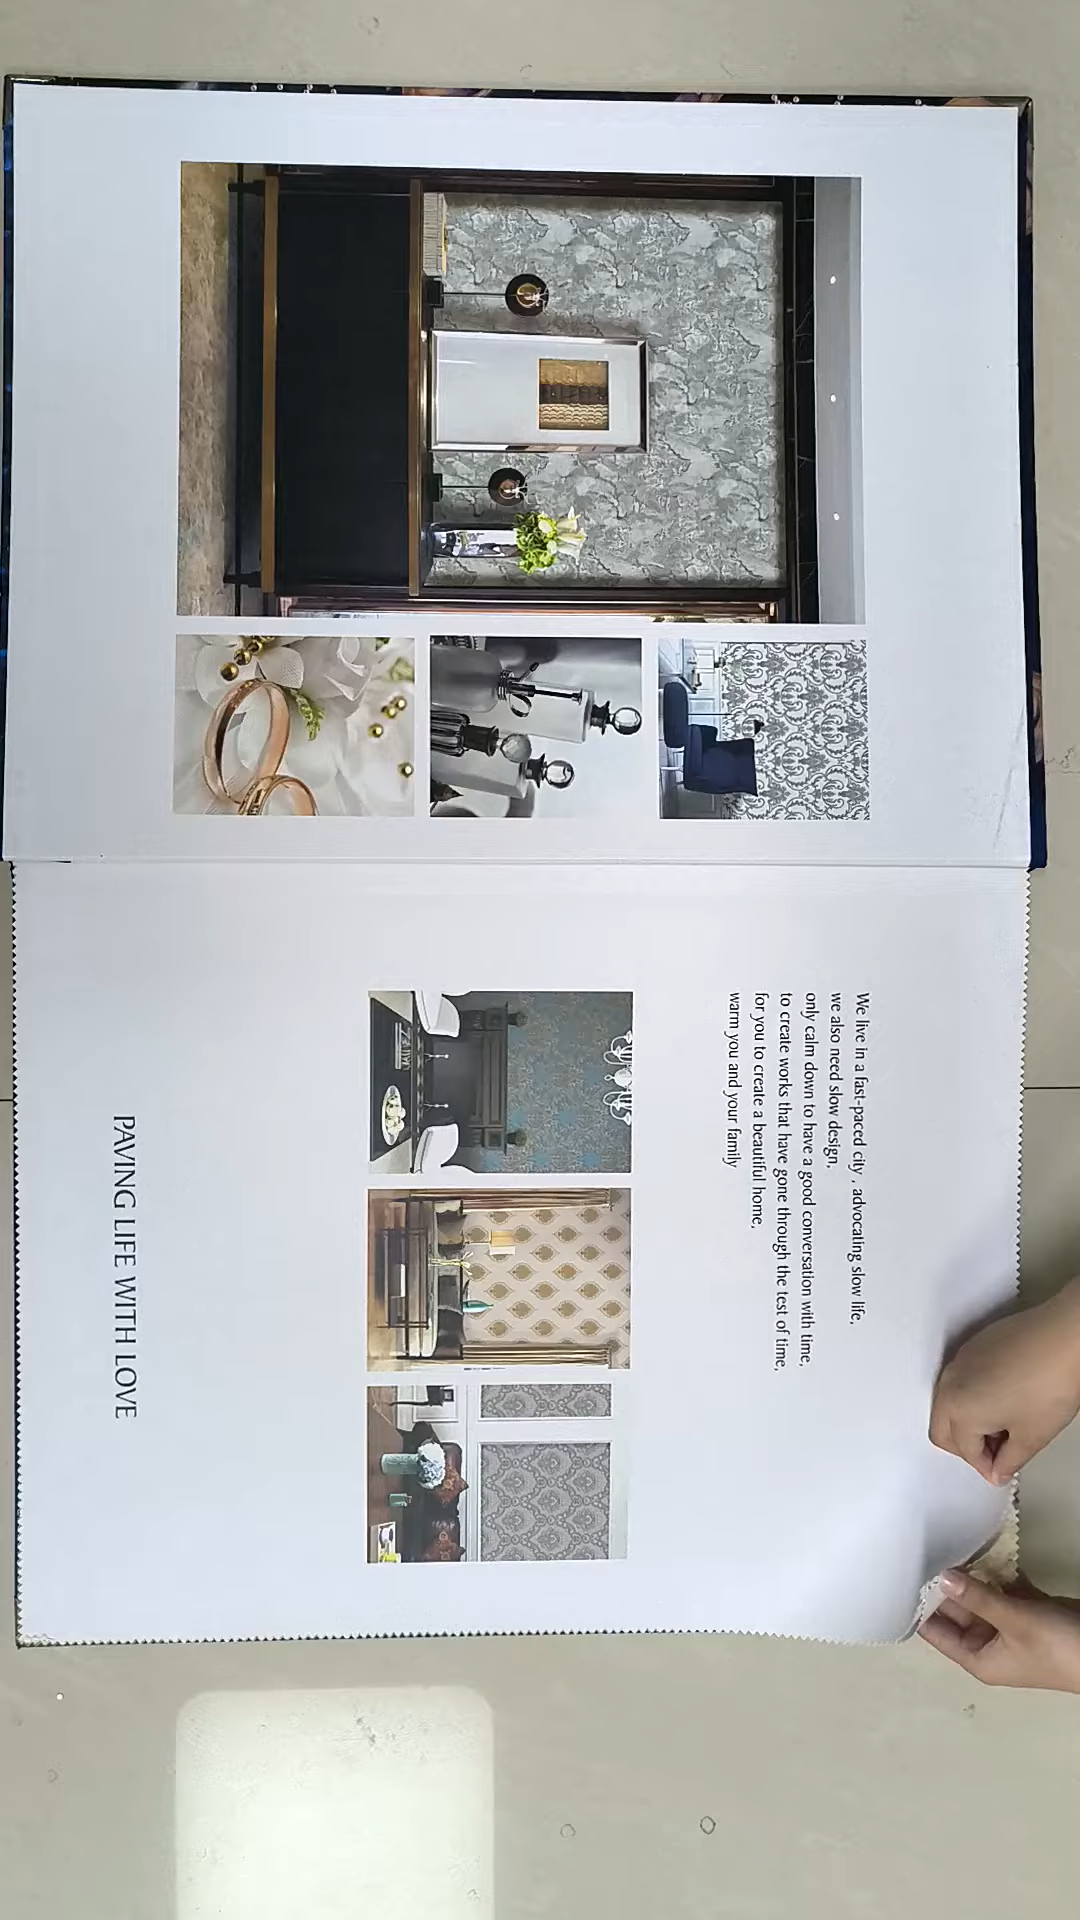 We live in a fast-paced city , advocating slow life,
we also need slow design,
only calm down to have a good conversation with time,
to create works that have gone through the test of time,
for you to create a beautiful home,
warm you and your family
PAVING LIFE WITH LOVE